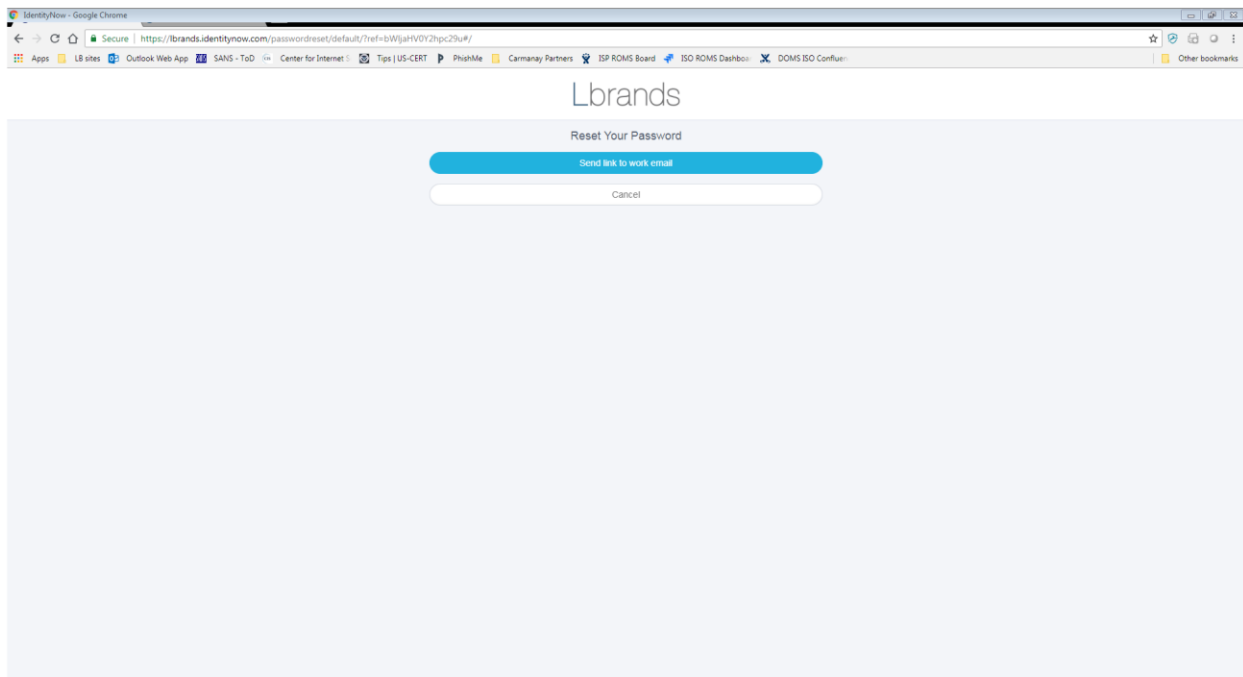 IdentityNow - Google Chrome
Secure | https://lbrands.identitynow.com/passwordreset/default/?ref=bWljaHV0Y2hpc29u#/
Apps LB sites Outlook Web App SANS - ToD Center for Internet S Tips | US-CERT PhishMe Carmanay Partners ISP ROMS Board ISO ROMS Dashboa DOMS ISO Confluen Other bookmarks
Lbrands
Reset Your Password
Send link to work email
Cancel